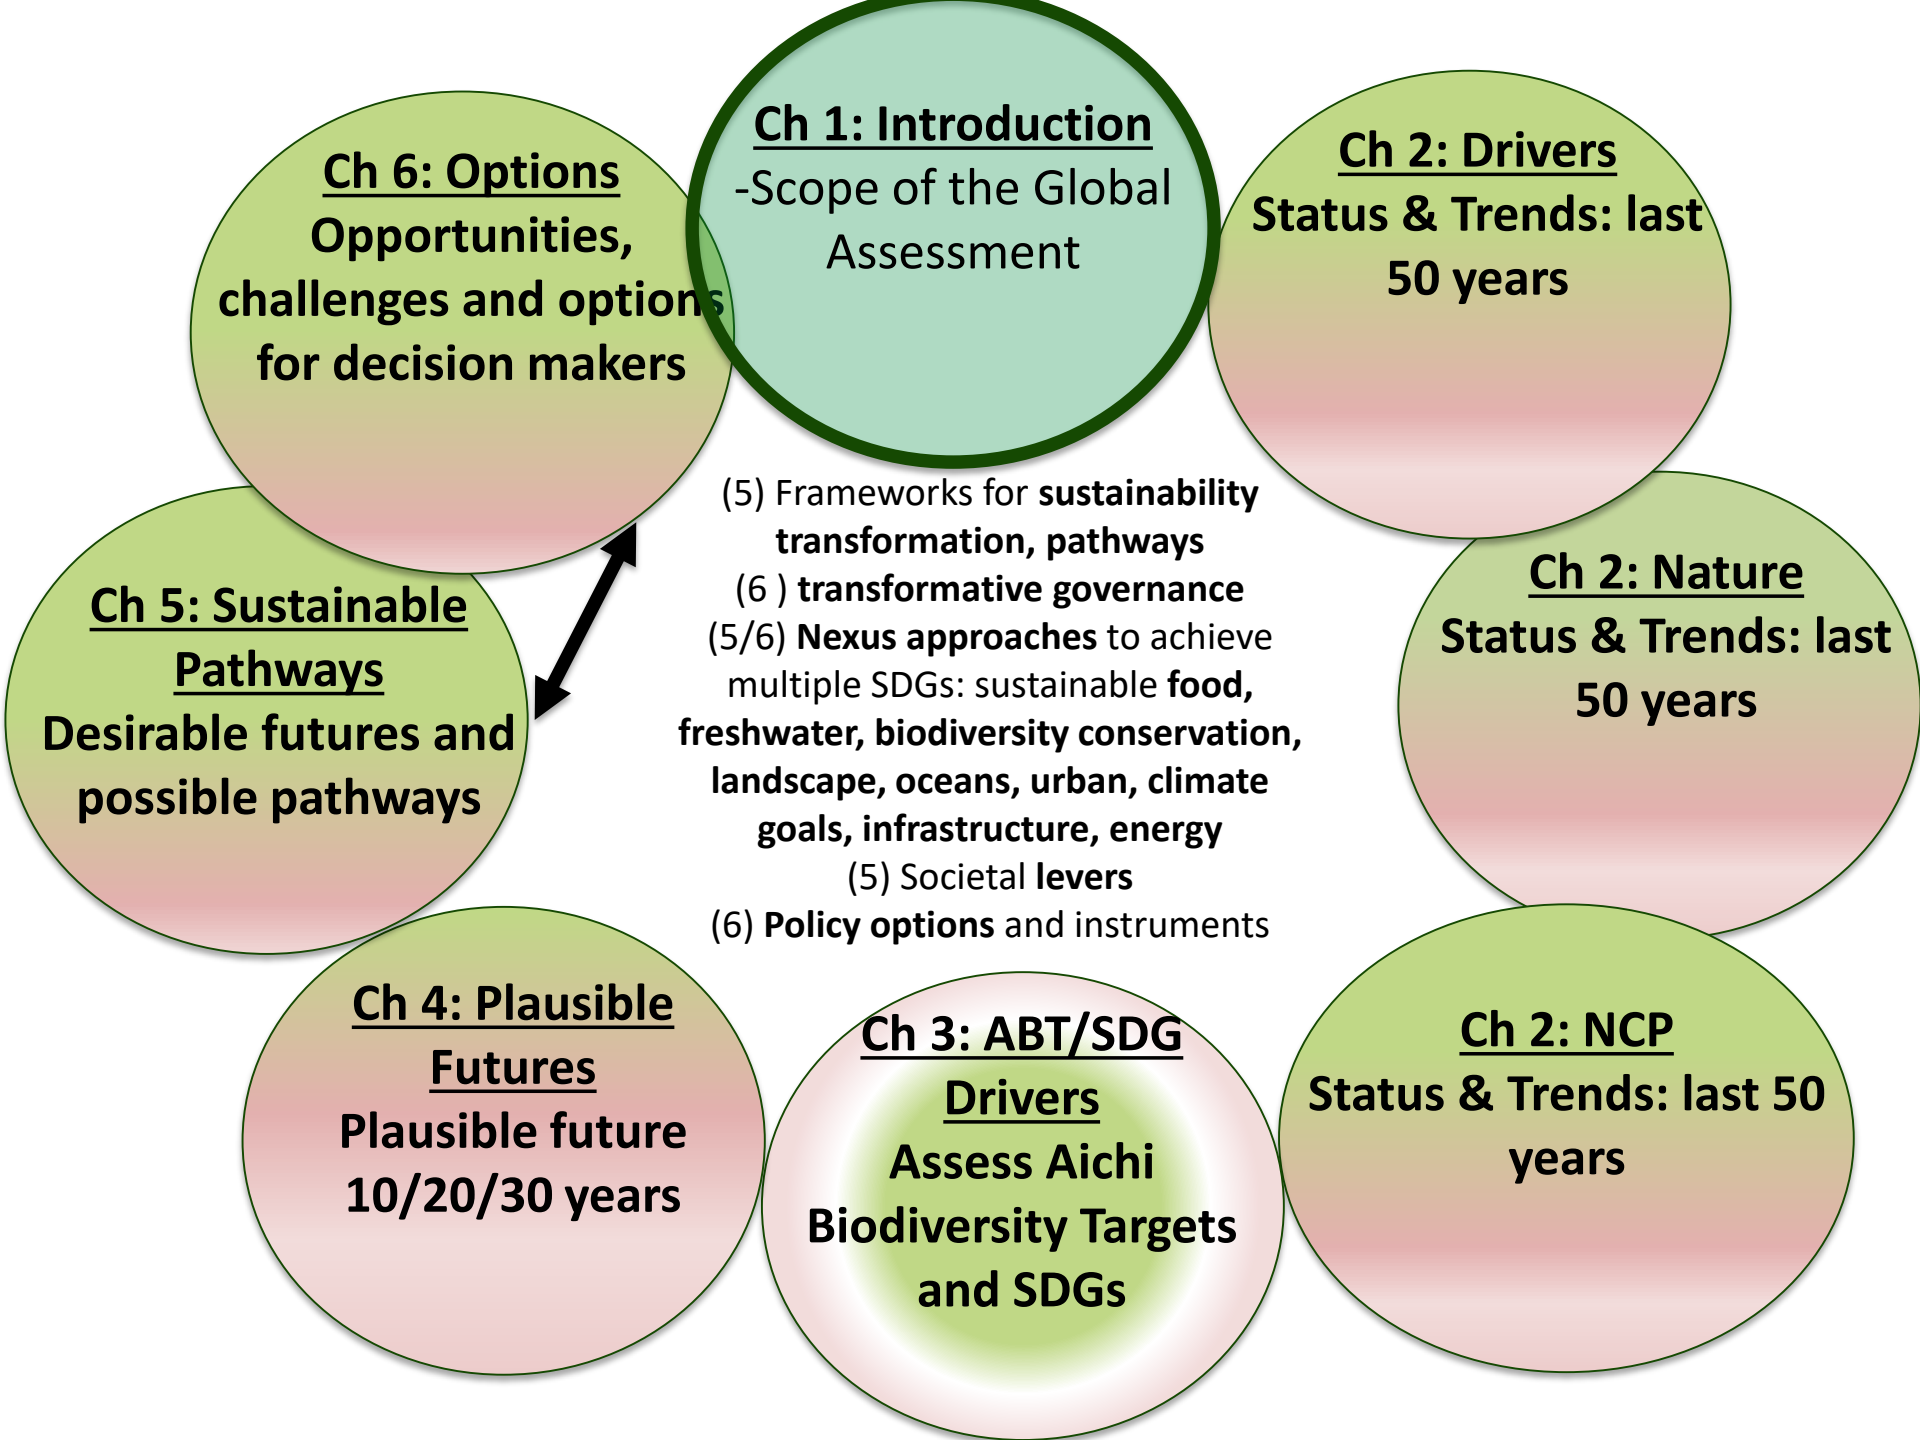 Ch 1: Introduction
-Scope of the Global
Assessment
Ch 2: Drivers
Status & Trends: last
50 years
Ch 2: Nature
Status & Trends: last
50 years
Ch 2: NCP
Status & Trends: last 50
years
Ch 3: ABT/SDG
Drivers
Assess Aichi
Biodiversity Targets
and SDGs
Ch 4: Plausible
Futures
Plausible future
10/20/30 years
Ch 5: Sustainable
Pathways
Desirable futures and
possible pathways
Ch 6: Options
Opportunities,
challenges and options
for decision makers
(5) Frameworks for sustainability
transformation, pathways
(6 ) transformative governance
(5/6) Nexus approaches to achieve
multiple SDGs: sustainable food,
freshwater, biodiversity conservation,
landscape, oceans, urban, climate
goals, infrastructure, energy
(5) Societal levers
(6) Policy options and instruments